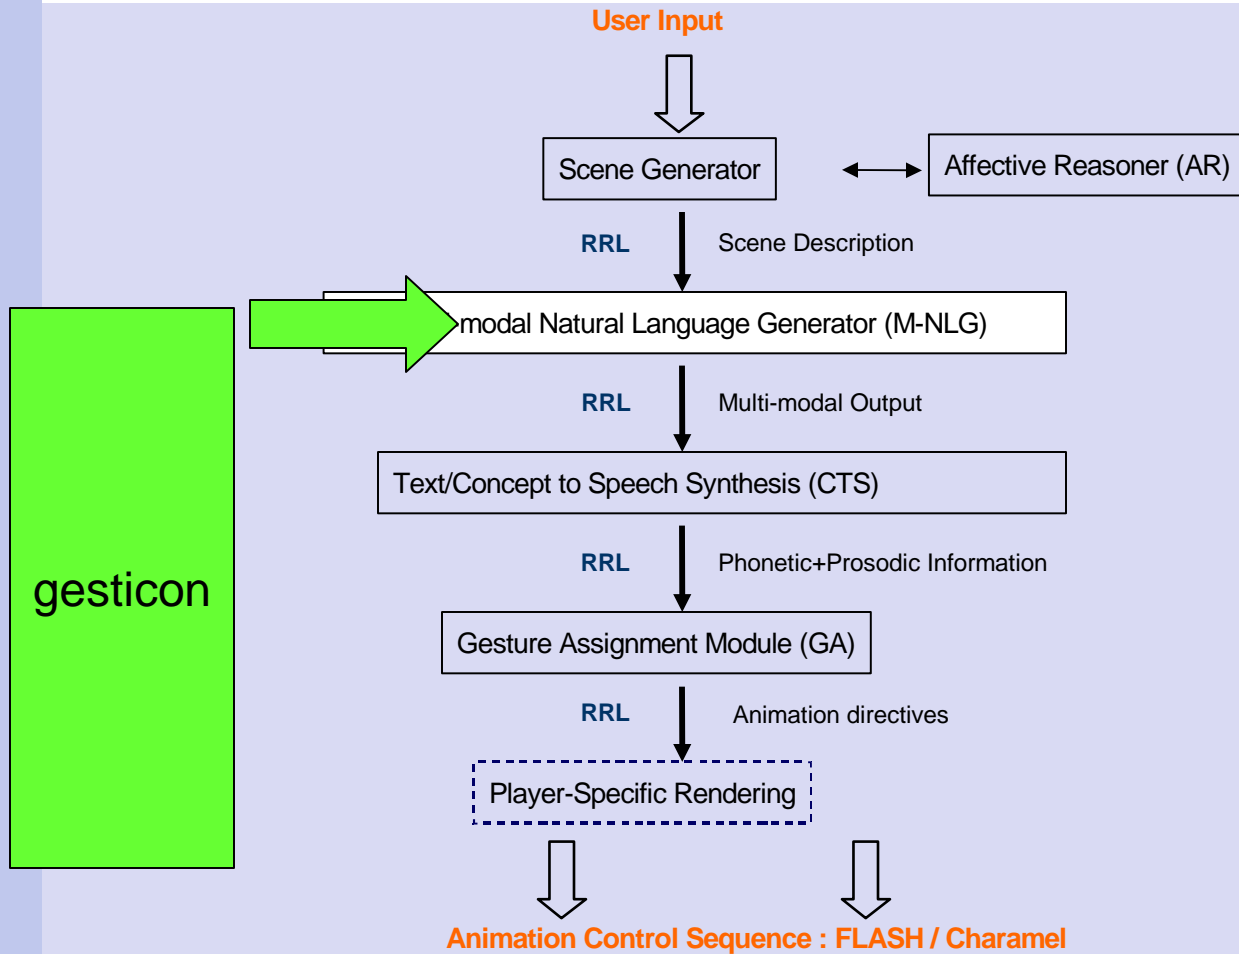 User Input
Scene Generator
Affective Reasoner (AR)
RRL
Scene Description
modal Natural Language Generator (M-NLG)
RRL
Multi-modal Output
Text/Concept to Speech Synthesis (CTS)
RRL
Phonetic+Prosodic Information
gesticon
Gesture Assignment Module (GA)
RRL
Animation directives
Player-Specific Rendering
Animation Control Sequence : FLASH / Charamel